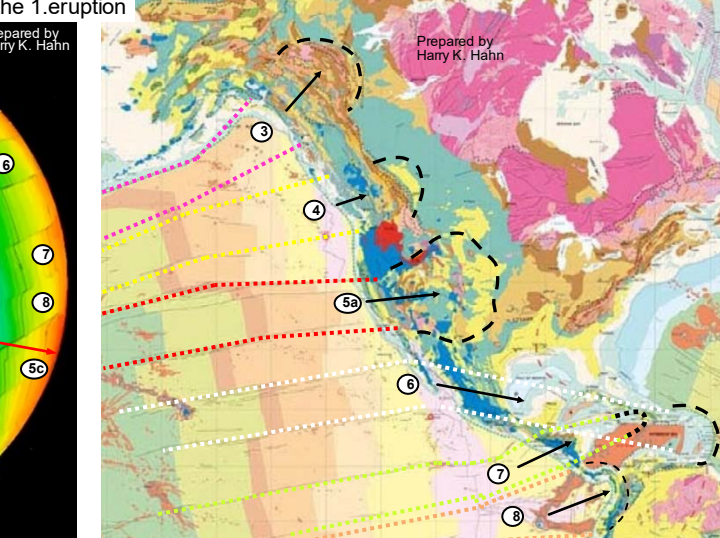 he 1.eruption
epared by
rry K. Hahn
Prepared by
Harry K. Hahn
3
4
5a
6
7
8
6
7
8
5c